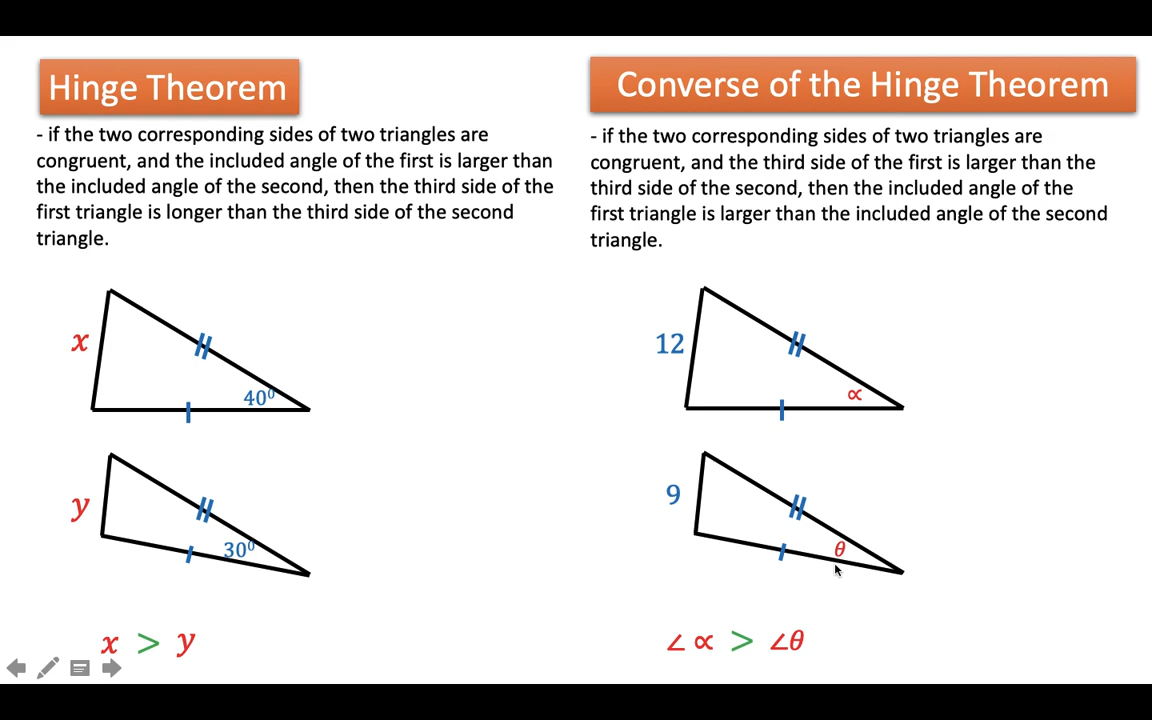 Hinge Theorem
- if the two corresponding sides of two triangles are
congruent, and the included angle of the first is larger than
the included angle of the second, then the third side of the
first triangle is longer than the third side of the second
triangle.
x
40⁰
y
30⁰
x > y
Converse of the Hinge Theorem
- if the two corresponding sides of two triangles are
congruent, and the third side of the first is larger than the
third side of the second, then the included angle of the
first triangle is larger than the included angle of the second
triangle.
12
∝
9
θ
∠ ∝ > ∠θ